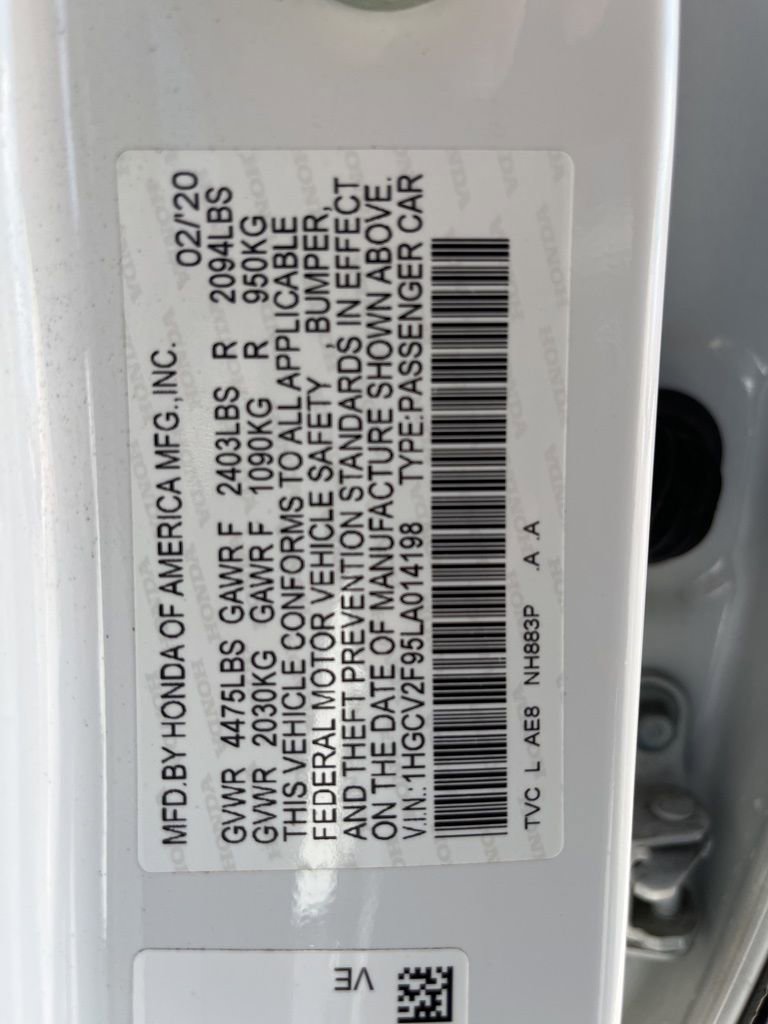 MFD.BY HONDA OF AMERICA MFG.,INC. 02/'20
GVWR 4475LBS GAWR F 2403LBS R 2094LBS
GVWR 2030KG GAWR F 1090KG R 950KG
THIS VEHICLE CONFORMS TO ALL APPLICABLE
FEDERAL MOTOR VEHICLE SAFETY , BUMPER,
AND THEFT PREVENTION STANDARDS IN EFFECT
ON THE DATE OF MANUFACTURE SHOWN ABOVE.
V.I.N.:1HGCV2F95LA014198 TYPE:PASSENGER CAR
TVC L AE8 NH883P .A .A
VE